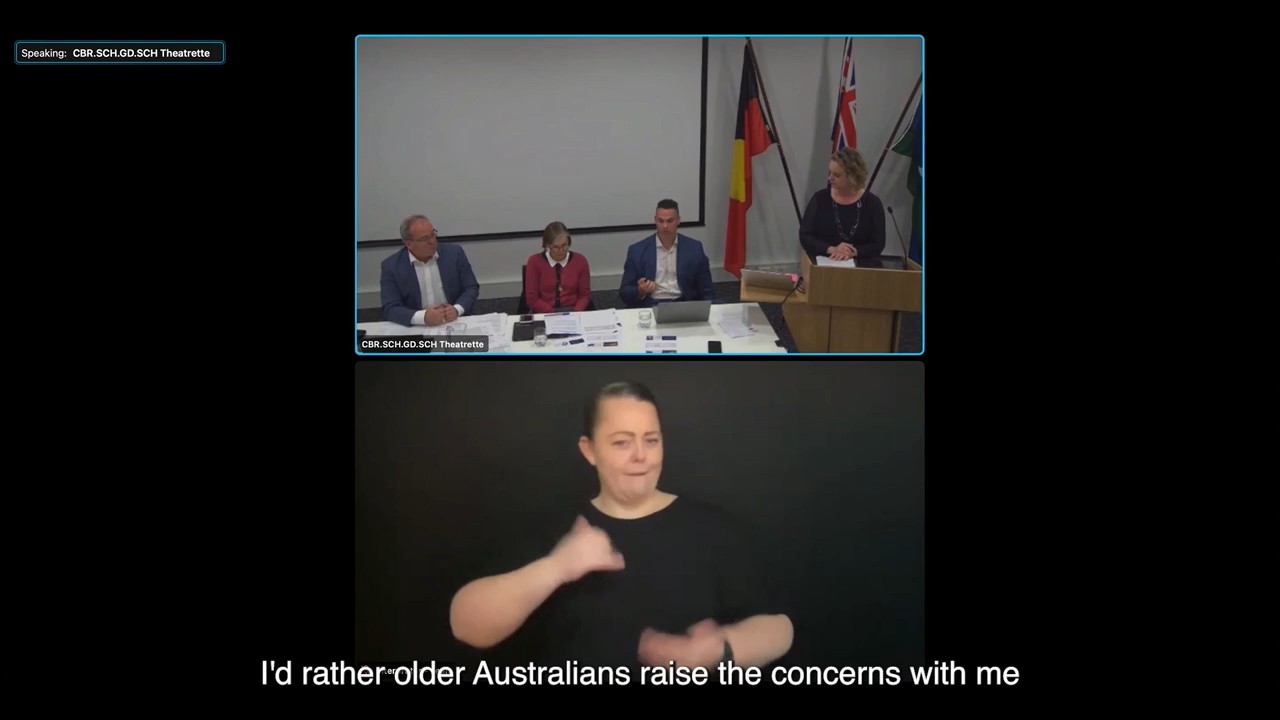 Speaking: CBR.SCH.GD.SCH Theatrette
CBR.SCH.GD.SCH Theatrette
I'd rather older Australians raise the concerns with me